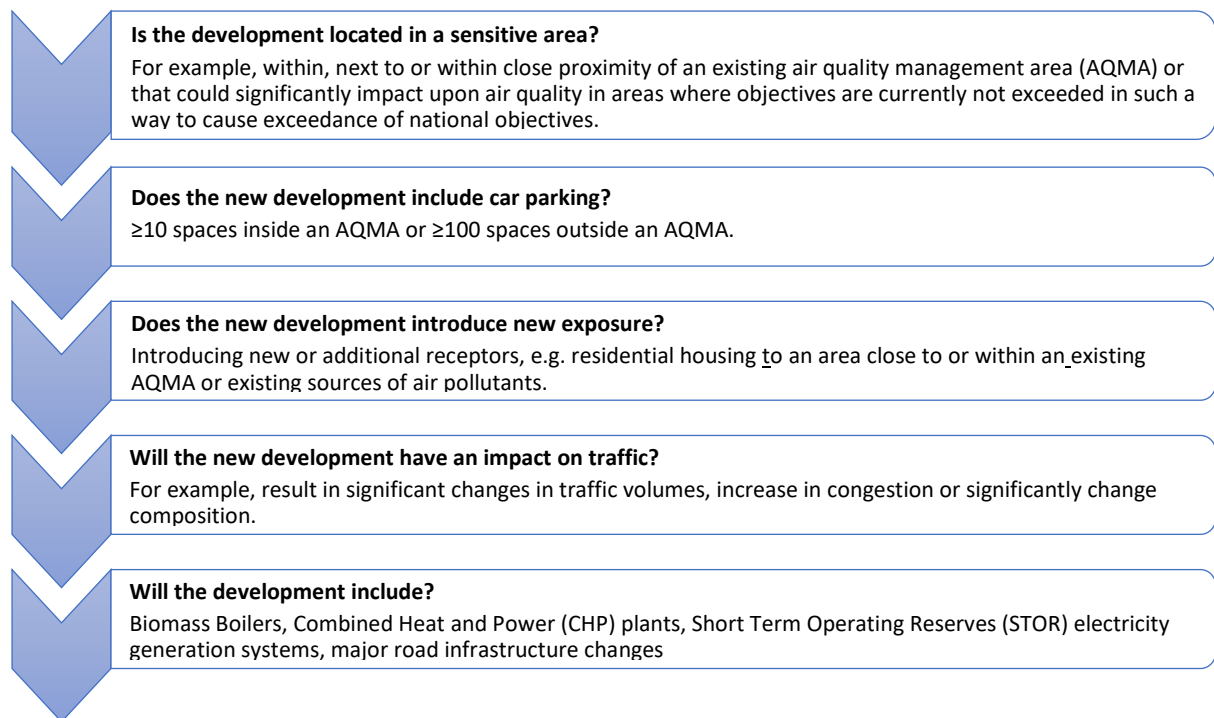 Is the development located in a sensitive area?
For example, within, next to or within close proximity of an existing air quality management area (AQMA) or
that could significantly impact upon air quality in areas where objectives are currently not exceeded in such a
way to cause exceedance of national objectives.
Does the new development include car parking?
≥10 spaces inside an AQMA or ≥100 spaces outside an AQMA.
Does the new development introduce new exposure?
Introducing new or additional receptors, e.g. residential housing to an area close to or within an existing
AQMA or existing sources of air pollutants.
Will the new development have an impact on traffic?
For example, result in significant changes in traffic volumes, increase in congestion or significantly change
composition.
Will the development include?
Biomass Boilers, Combined Heat and Power (CHP) plants, Short Term Operating Reserves (STOR) electricity
generation systems, major road infrastructure changes